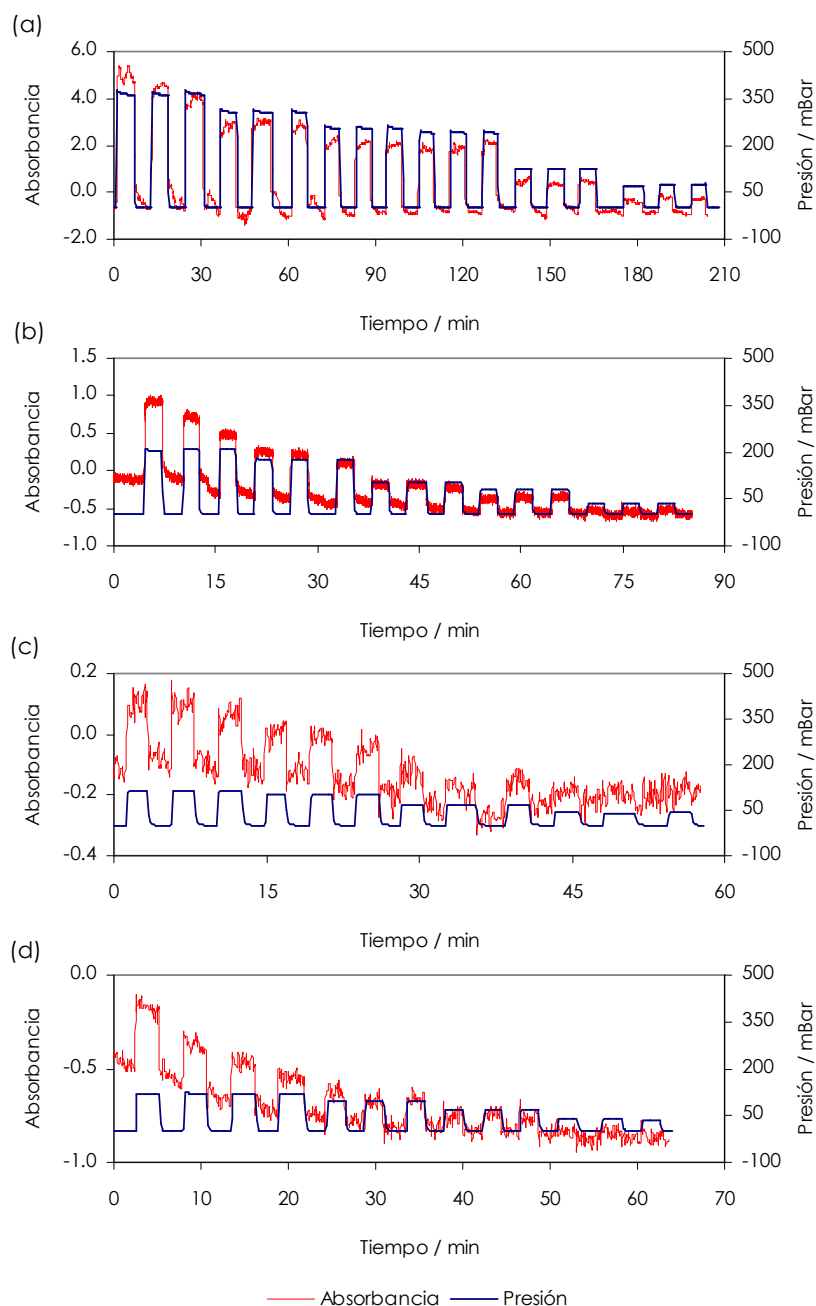 (a)
6.0 500
4.0 350
2.0 200
0.0 50
-2.0 -100
Absorbancia
Presión / mBar
0 30 60 90 120 150 180 210
Tiempo / min
(b)
1.5 500
1.0 350
0.5
0.0 200
-0.5 50
-1.0 -100
Absorbancia
Presión / mBar
0 15 30 45 60 75 90
Tiempo / min
(c)
0.2 500
0.0 350
200
-0.2 50
-0.4 -100
Absorbancia
Presión / mBar
0 15 30 45 60
Tiempo / min
(d)
0.0 500
350
-0.5 200
50
-1.0 -100
Absorbancia
Presión / mBar
0 10 20 30 40 50 60 70
Tiempo / min
Absorbancia Presión